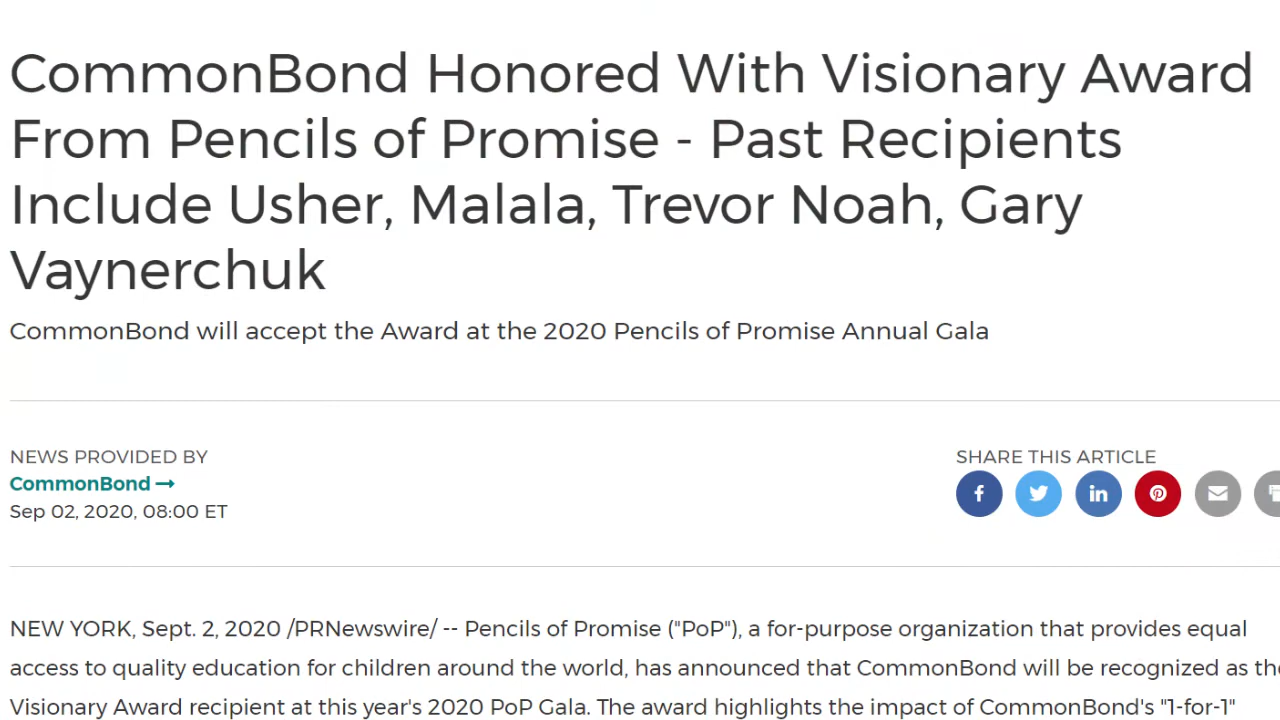 CommonBond Honored With Visionary Award
From Pencils of Promise - Past Recipients
Include Usher, Malala, Trevor Noah, Gary
Vaynerchuk
CommonBond will accept the Award at the 2020 Pencils of Promise Annual Gala
NEWS PROVIDED BY
CommonBond →
Sep 02, 2020, 08:00 ET
SHARE THIS ARTICLE
NEW YORK, Sept. 2, 2020 /PRNewswire/ -- Pencils of Promise ("PoP"), a for-purpose organization that provides equal
access to quality education for children around the world, has announced that CommonBond will be recognized as the
Visionary Award recipient at this year's 2020 PoP Gala. The award highlights the impact of CommonBond's "1-for-1"